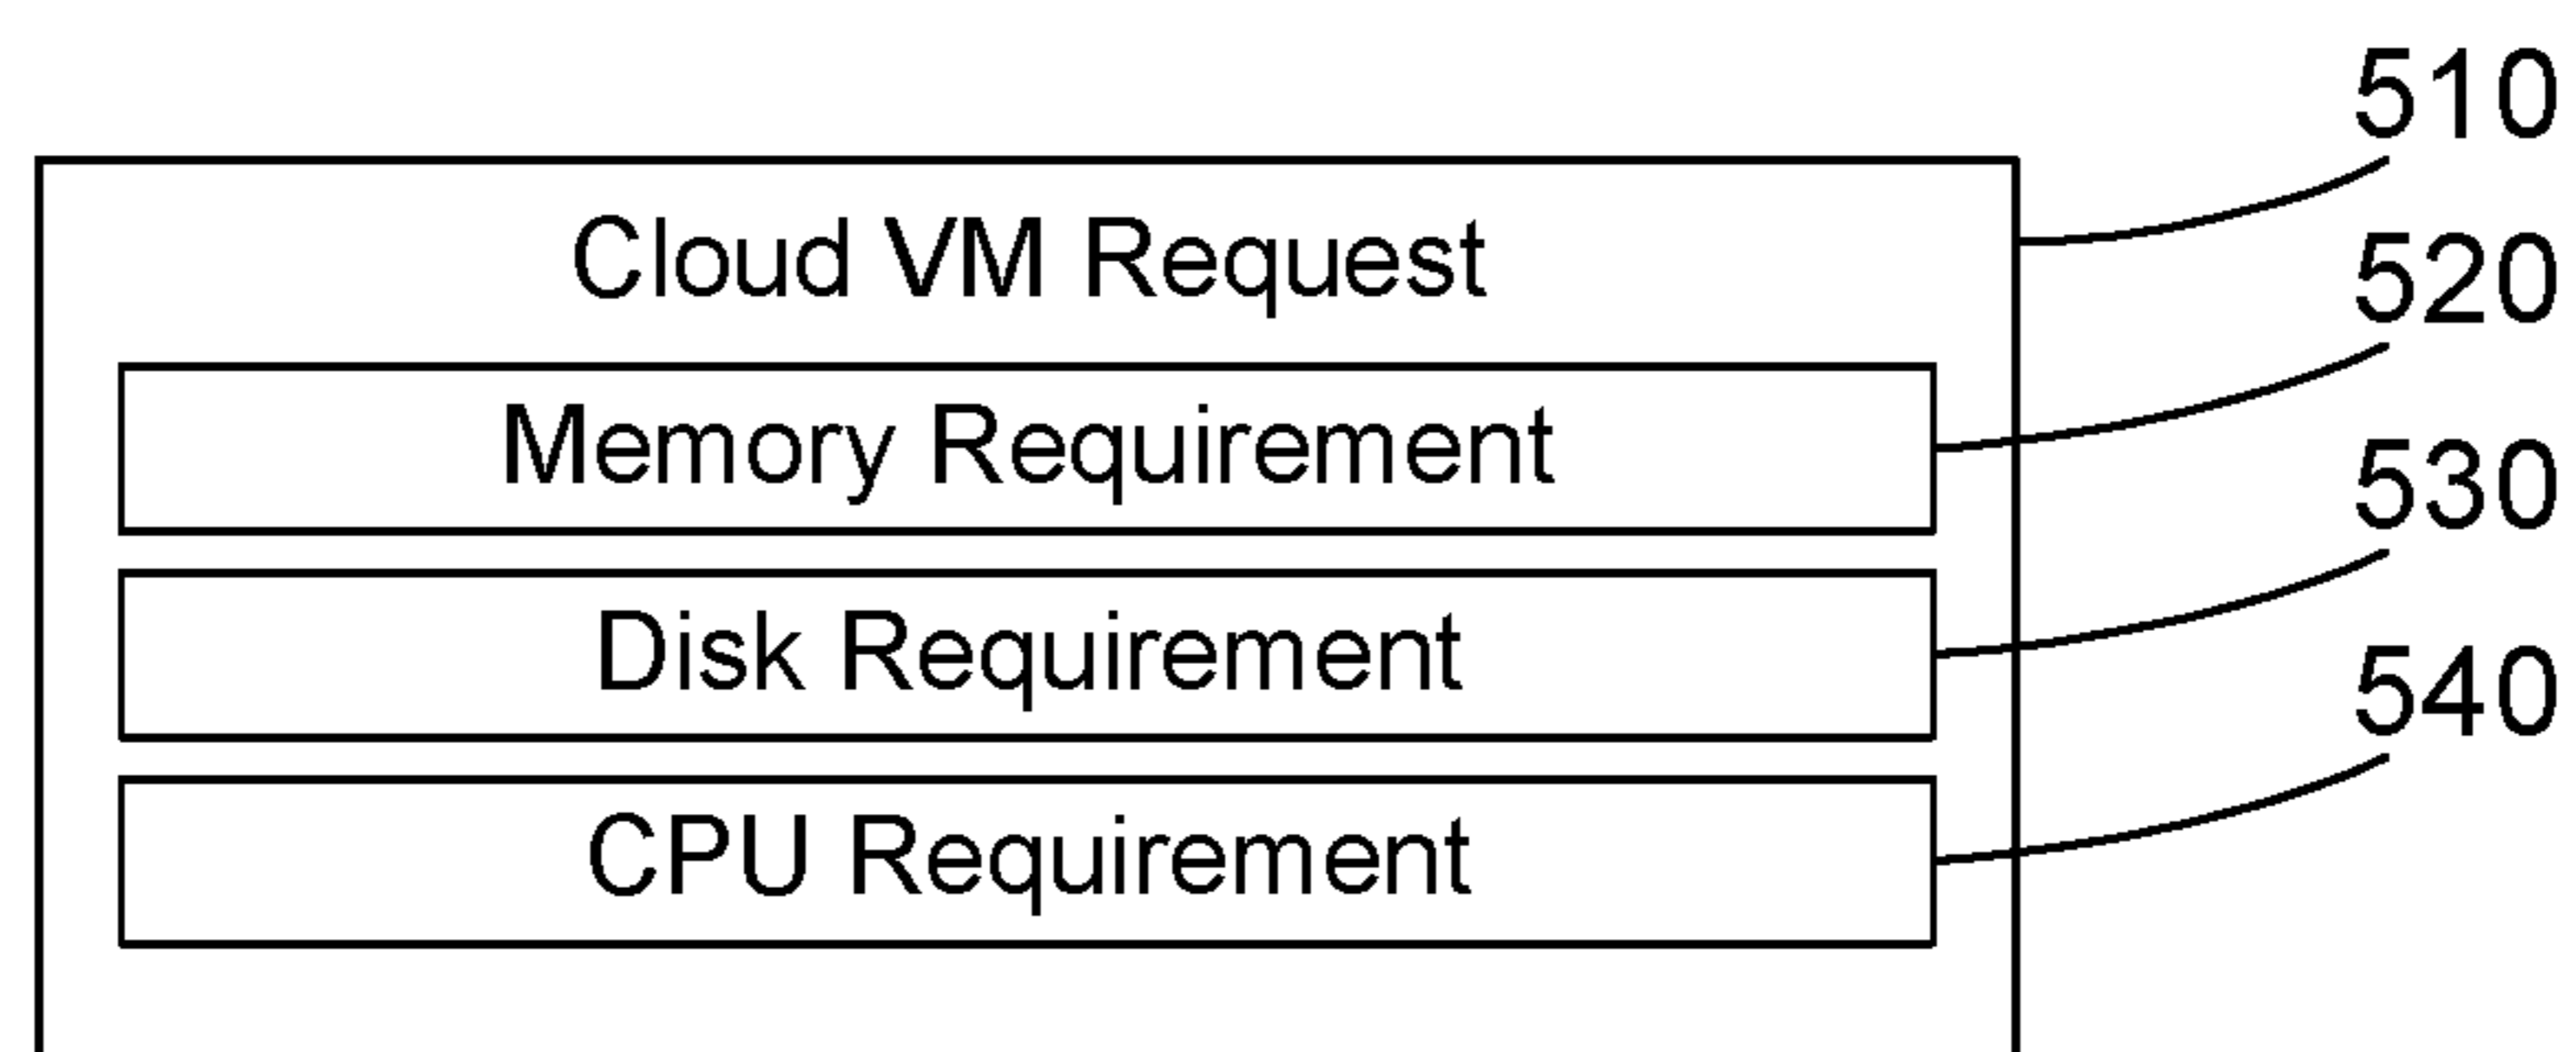 510
Cloud VM Request
520
Memory Requirement
530
Disk Requirement
540
CPU Requirement